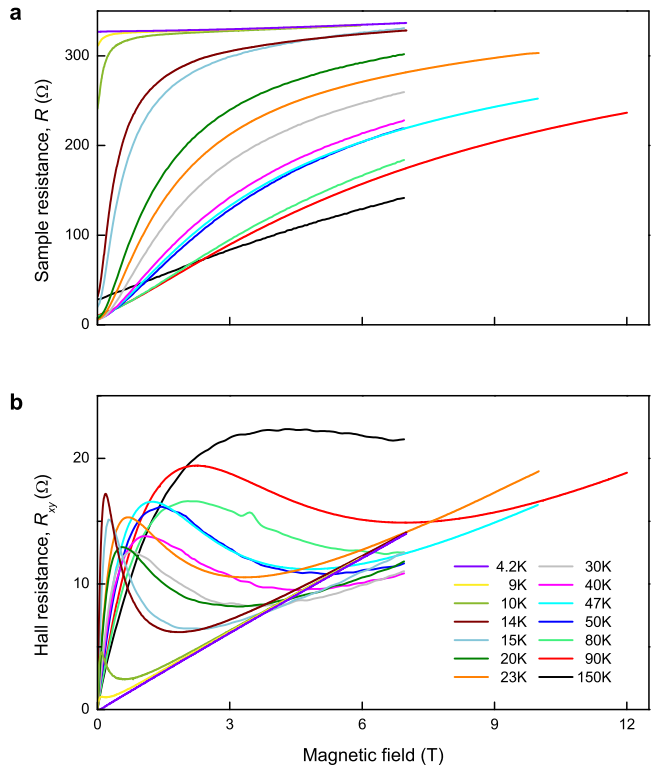 a
Sample resistance, R (Ω)
300
200
100
0
b
Hall resistance, Rxy (Ω)
20
10
0
0
3
6
9
12
Magnetic field (T)
4.2K
9K
10K
14K
15K
20K
23K
30K
40K
47K
50K
80K
90K
150K